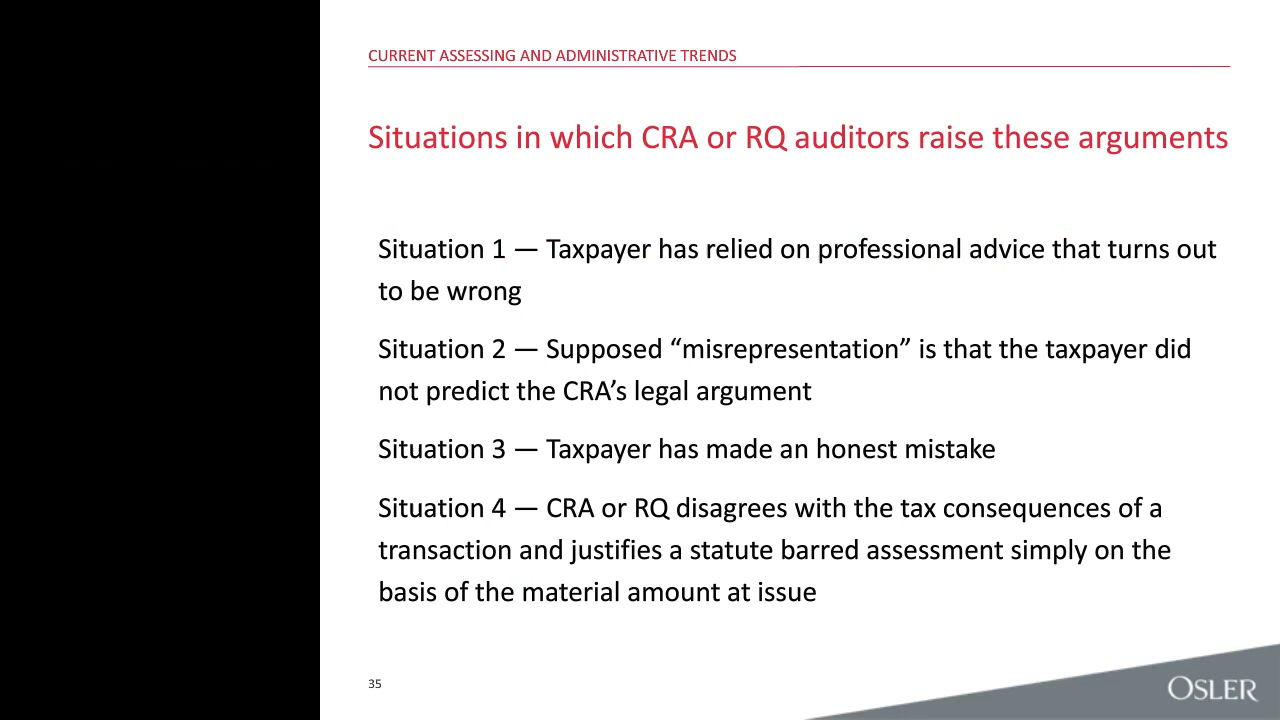 CURRENT ASSESSING AND ADMINISTRATIVE TRENDS
Situations in which CRA or RQ auditors raise these arguments
Situation 1 — Taxpayer has relied on professional advice that turns out
to be wrong
Situation 2 — Supposed “misrepresentation” is that the taxpayer did
not predict the CRA’s legal argument
Situation 3 — Taxpayer has made an honest mistake
Situation 4 — CRA or RQ disagrees with the tax consequences of a
transaction and justifies a statute barred assessment simply on the
basis of the material amount at issue
35
OSLER